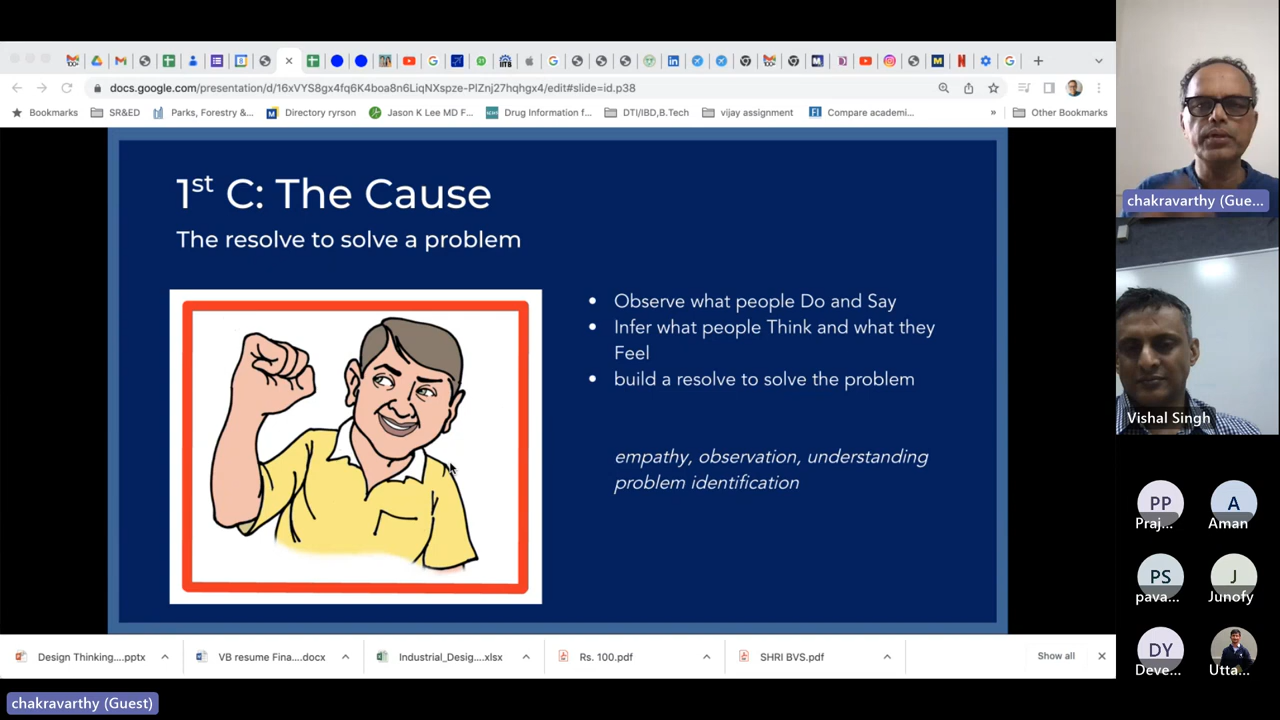 docs.google.com/presentation/d/16xVYS8gx4fq6K4boa8n6LiqNXspze-PlZnj27hqhgx4/edit#slide=id.p38
Bookmarks SR&ED Parks, Forestry &... Directory ryrson Jason K Lee MD F... Drug Information f... DTI/IBD,B.Tech vijay assignment Compare academi... » Other Bookmarks
1st C: The Cause
The resolve to solve a problem
• Observe what people Do and Say
• Infer what people Think and what they
Feel
• build a resolve to solve the problem
empathy, observation, understanding
problem identification
Design Thinking....pptx VB resume Fina....docx Industrial_Desig....xlsx Rs. 100.pdf SHRI BVS.pdf Show all
chakravarthy (Guest)
chakravarthy (Gue...
Vishal Singh
PP A
Praj... Aman
PS J
pava... Junofy
DY
Deve... Utta...